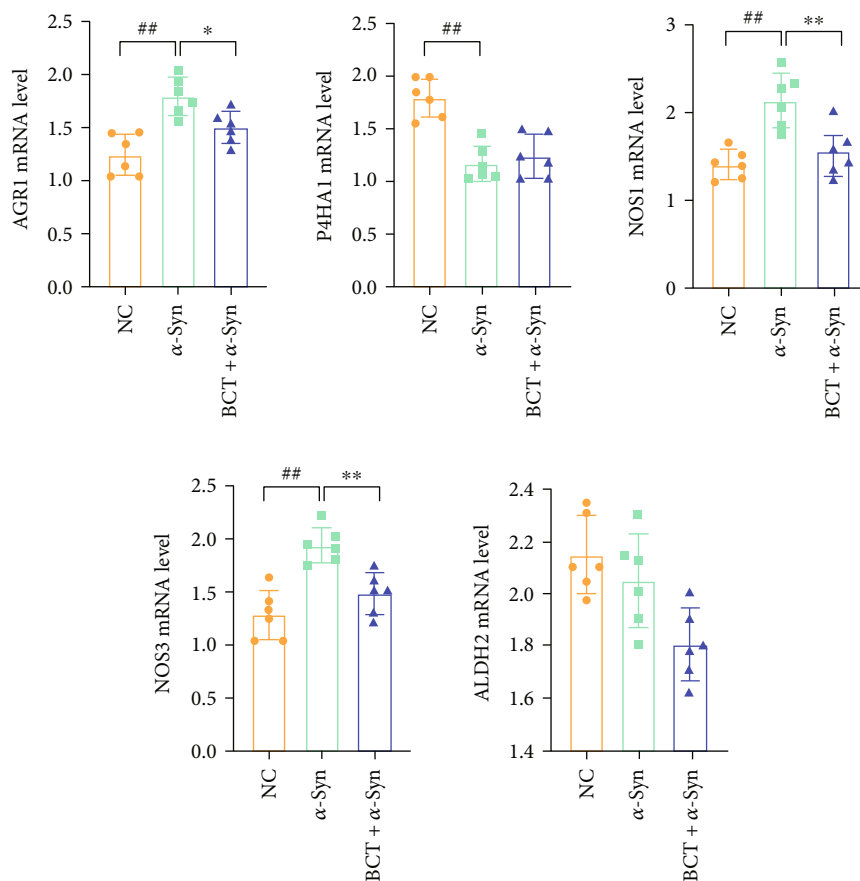 ## *
AGR1 mRNA level
2.5
2.0
1.5
1.0
0.5
0.0
NC
α-Syn
BCT + α-Syn
##
P4HA1 mRNA level
2.5
2.0
1.5
1.0
0.5
0.0
NC
α-Syn
BCT + α-Syn
## **
NOS1 mRNA level
3
2
1
0
NC
α-Syn
BCT + α-Syn
## **
NOS3 mRNA level
2.5
2.0
1.5
1.0
0.5
0.0
NC
α-Syn
BCT + α-Syn
ALDH2 mRNA level
2.4
2.2
2.0
1.8
1.6
1.4
NC
α-Syn
BCT + α-Syn